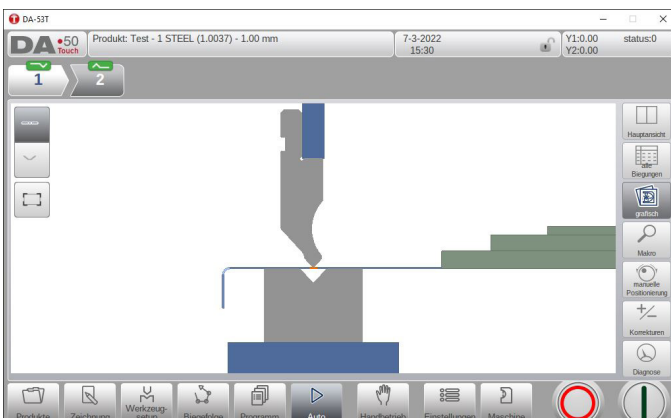 DA-53T
DA•50
Touch
Produkt: Test - 1 STEEL (1.0037) - 1.00 mm
7-3-2022
15:30
Y1:0.00
Y2:0.00
status:0
1
2
Hauptansicht
alle
Biegungen
grafisch
Makro
manuelle
Positionierung
Korrekturen
Diagnose
Produkte
Zeichnung
Werkzeug-
setup
Biegefolge
Programm
Auto
Handbetrieb
Einstellungen
Maschine